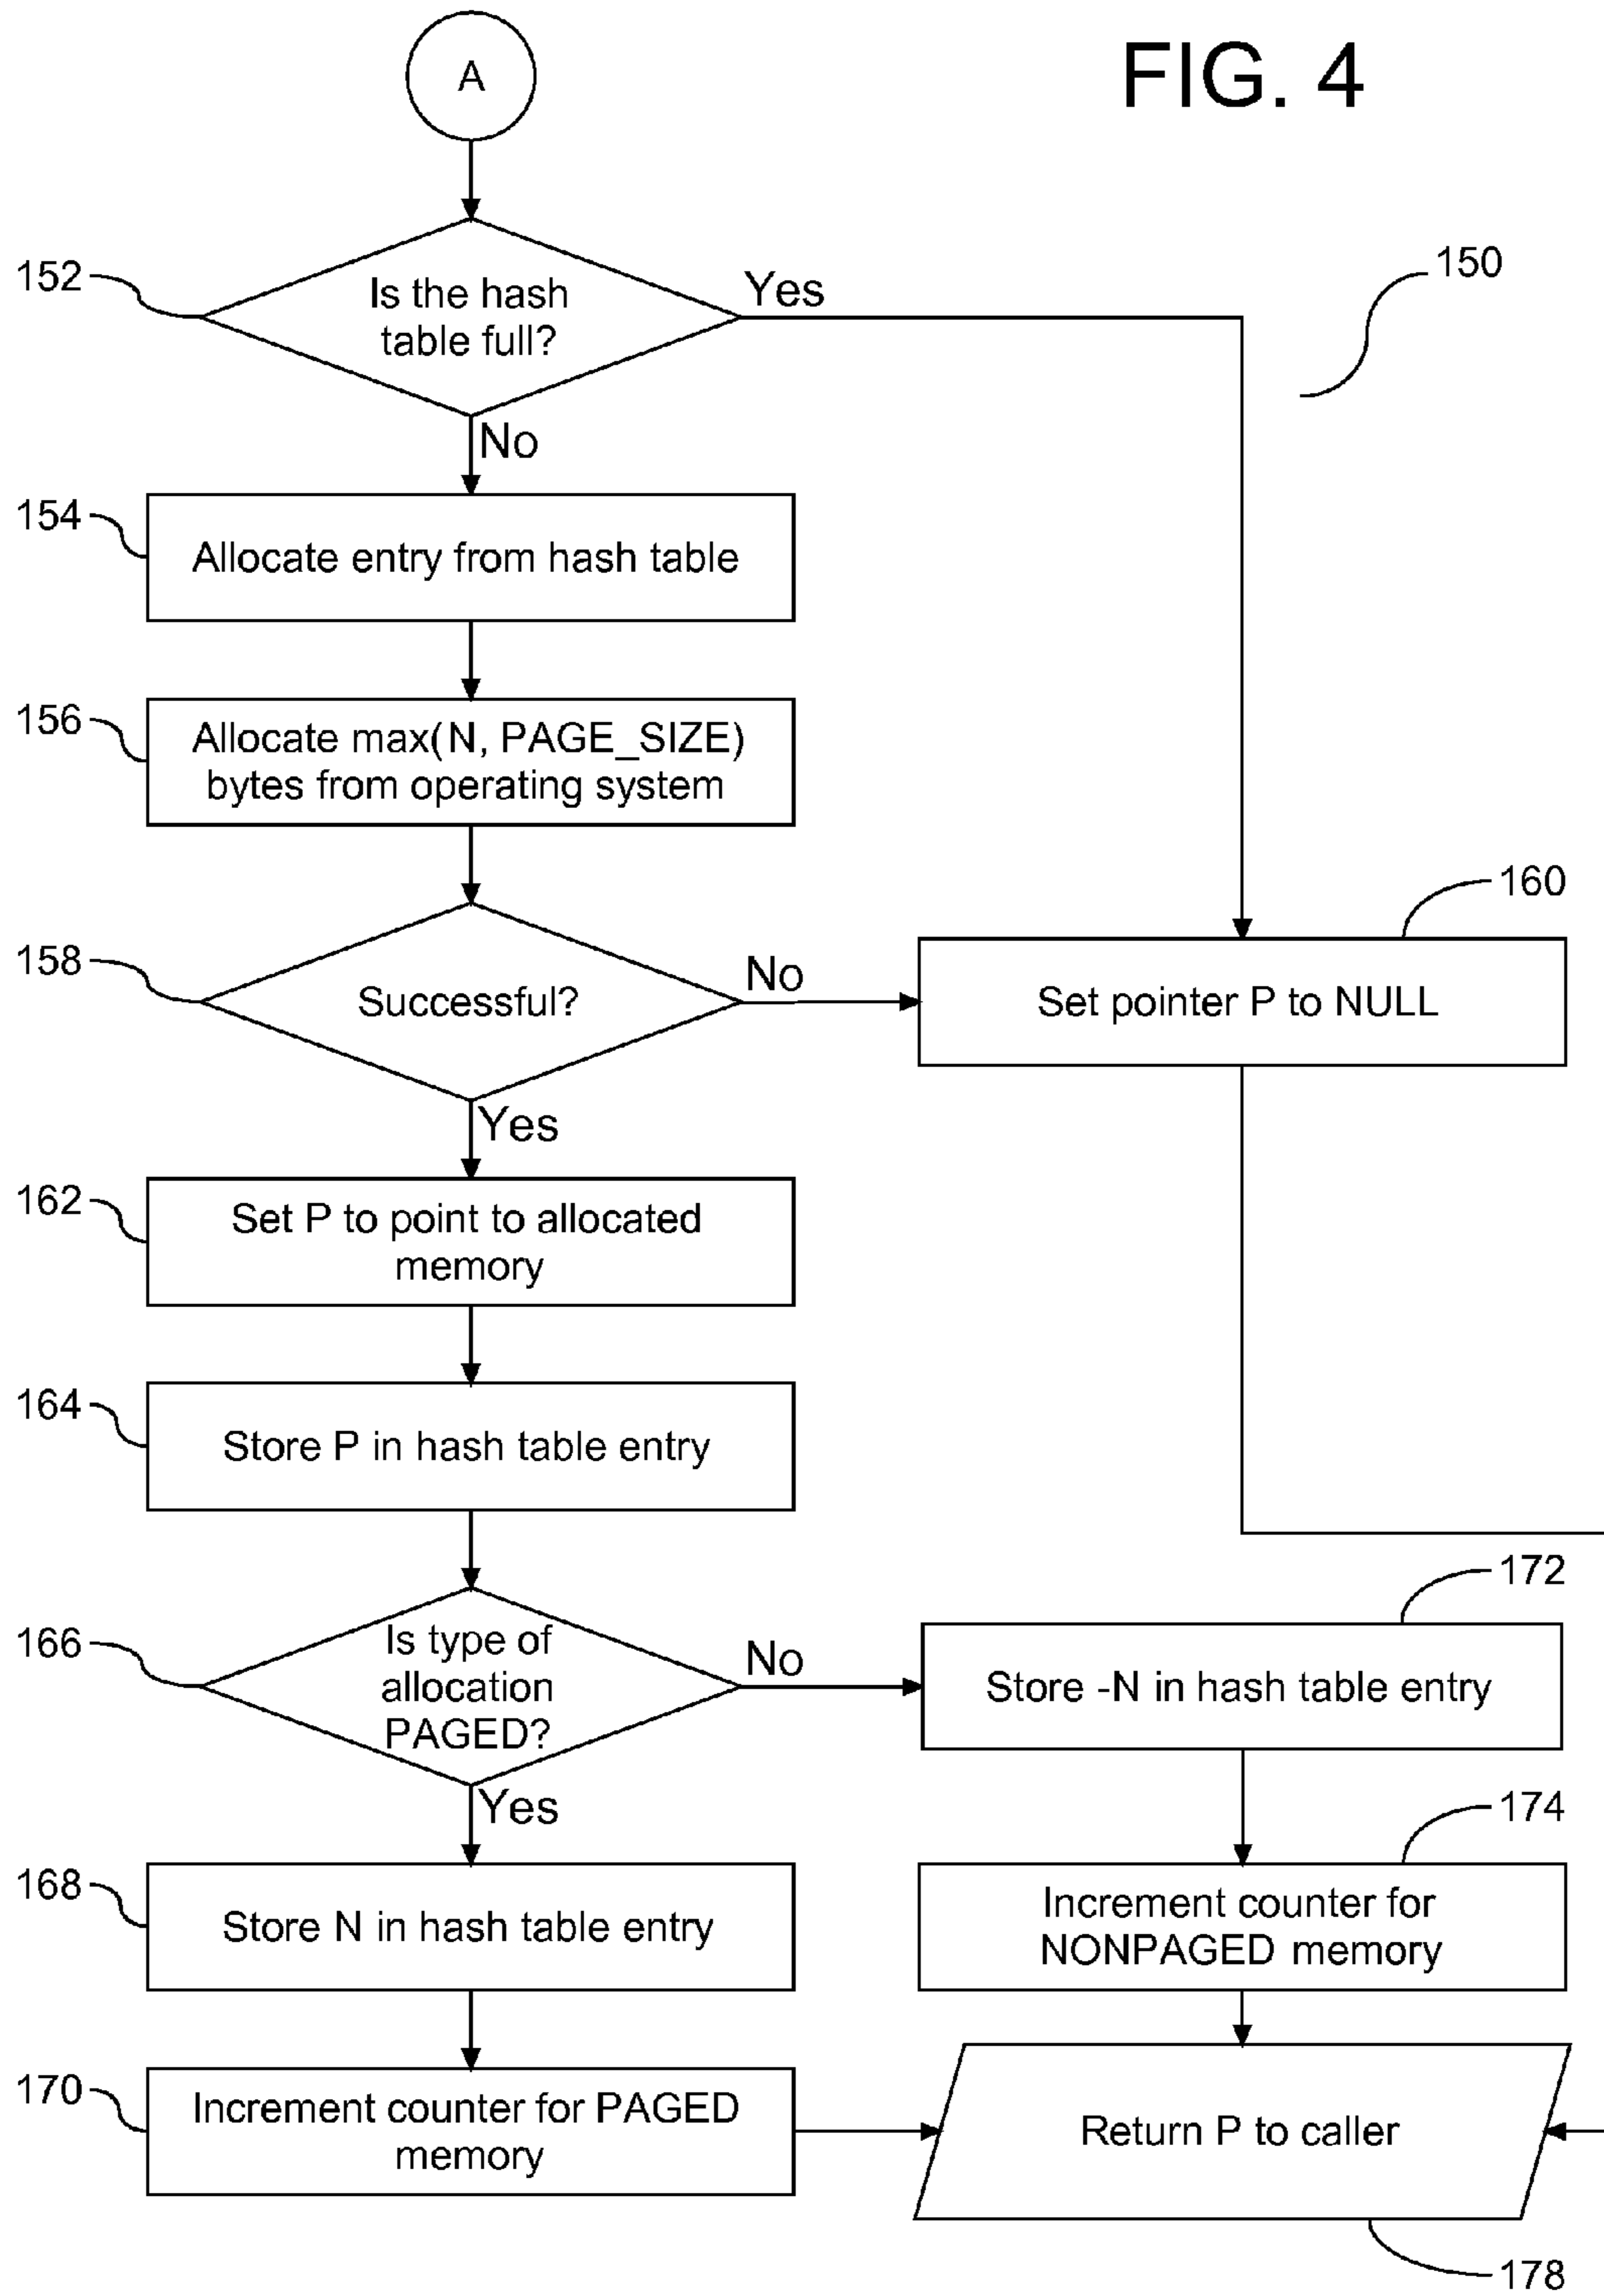 FIG. 4
A
150
152
Is the hash
table full?
Yes
No
154
Allocate entry from hash table
156
Allocate max(N, PAGE_SIZE)
bytes from operating system
158
Successful?
No
160
Set pointer P to NULL
Yes
162
Set P to point to allocated
memory
164
Store P in hash table entry
166
Is type of
allocation
PAGED?
No
172
Store -N in hash table entry
Yes
174
Increment counter for
NONPAGED memory
168
Store N in hash table entry
170
Increment counter for PAGED
memory
Return P to caller
178